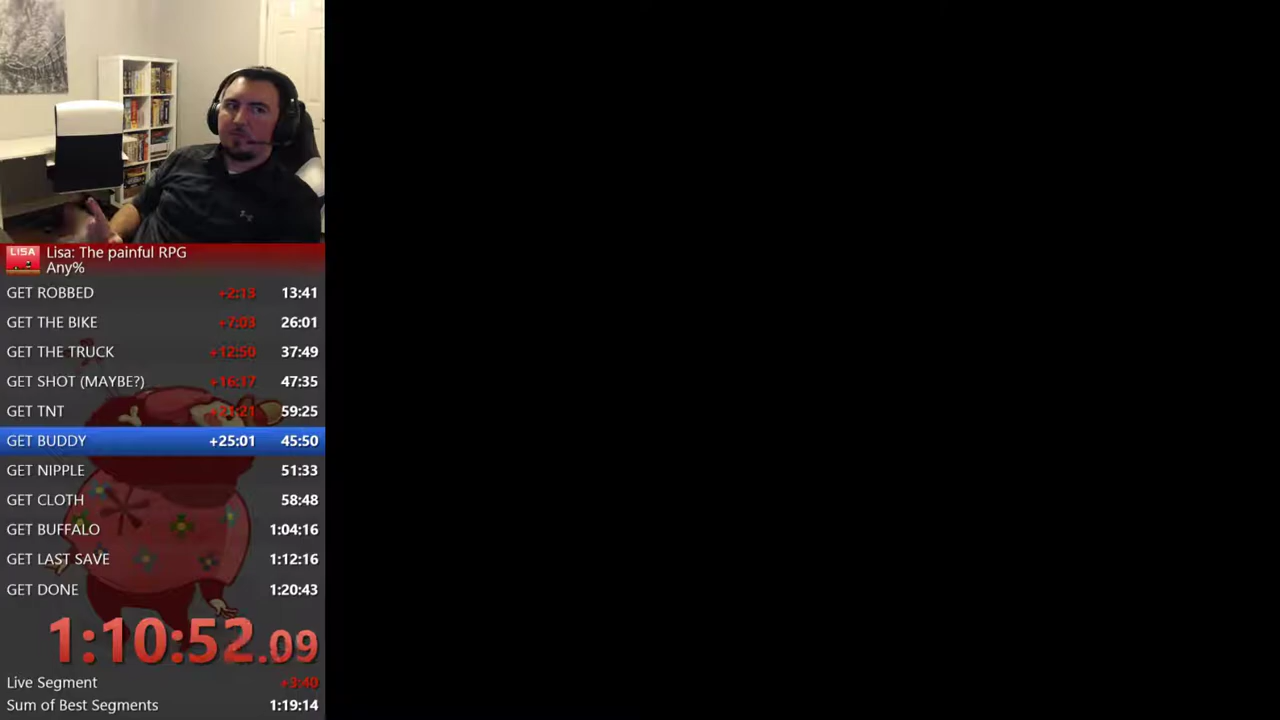 LISA
Lisa: The painful RPG
Any%
GET ROBBED +2:13 13:41
GET THE BIKE +7:03 26:01
GET THE TRUCK +12:50 37:49
GET SHOT (MAYBE?) +16:17 47:35
GET TNT +21:21 59:25
GET BUDDY +25:01 45:50
GET NIPPLE 51:33
GET CLOTH 58:48
GET BUFFALO 1:04:16
GET LAST SAVE 1:12:16
GET DONE 1:20:43
1:10:52.09
Live Segment +3:40
Sum of Best Segments 1:19:14